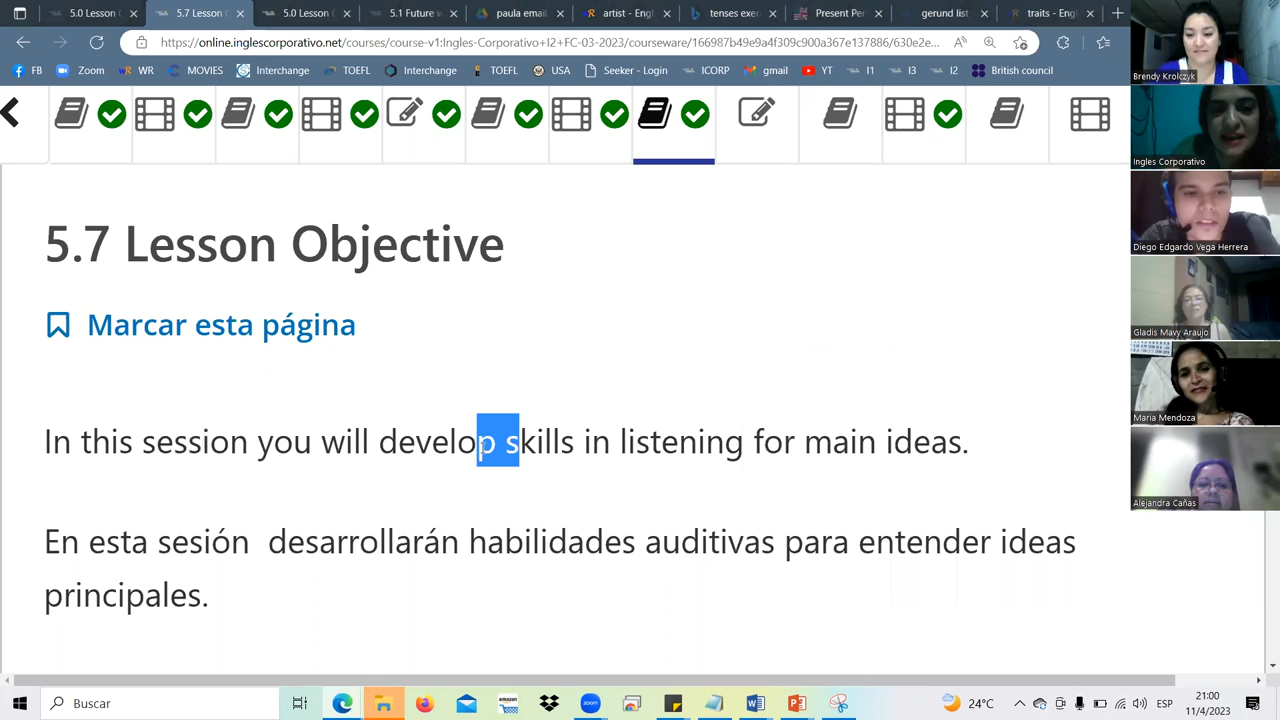 5.0
5.7 Lesson
5.0 Lesson
5.1 Future w
paula email
artist - Engl
tenses exer
Present Per
gerund list
traits - Engl
https://online.inglescorporativo.net/courses/course-v1:Ingles-Corporativo+I2+FC-03-2023/courseware/166987b49e9a4f309c900a367e137886/630e2e...
FB
Zoom
WR
MOVIES
Interchange
TOEFL
Interchange
TOEFL
USA
Seeker - Login
ICORP
gmail
YT
I1
I3
I2
British council
Brendy Krolczyk
Ingles Corporativo
Diego Edgardo Vega Herrera
Gladis Mavy Araujo
Maria Mendoza
Alejandra Cañas
5.7 Lesson Objective
Marcar esta página
In this session you will develop skills in listening for main ideas.
En esta sesión desarrollarán habilidades auditivas para entender ideas
principales.
Buscar
amazon
zoom
24°C
ESP
21:00
11/4/2023